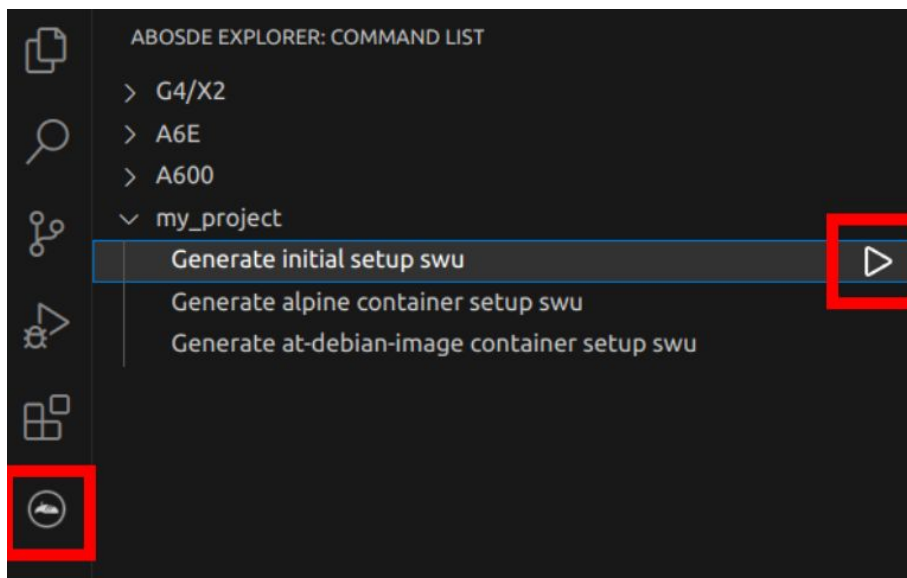 ABOSDE EXPLORER: COMMAND LIST
G4/X2
A6E
A600
my_project
Generate initial setup swu
Generate alpine container setup swu
Generate at-debian-image container setup swu